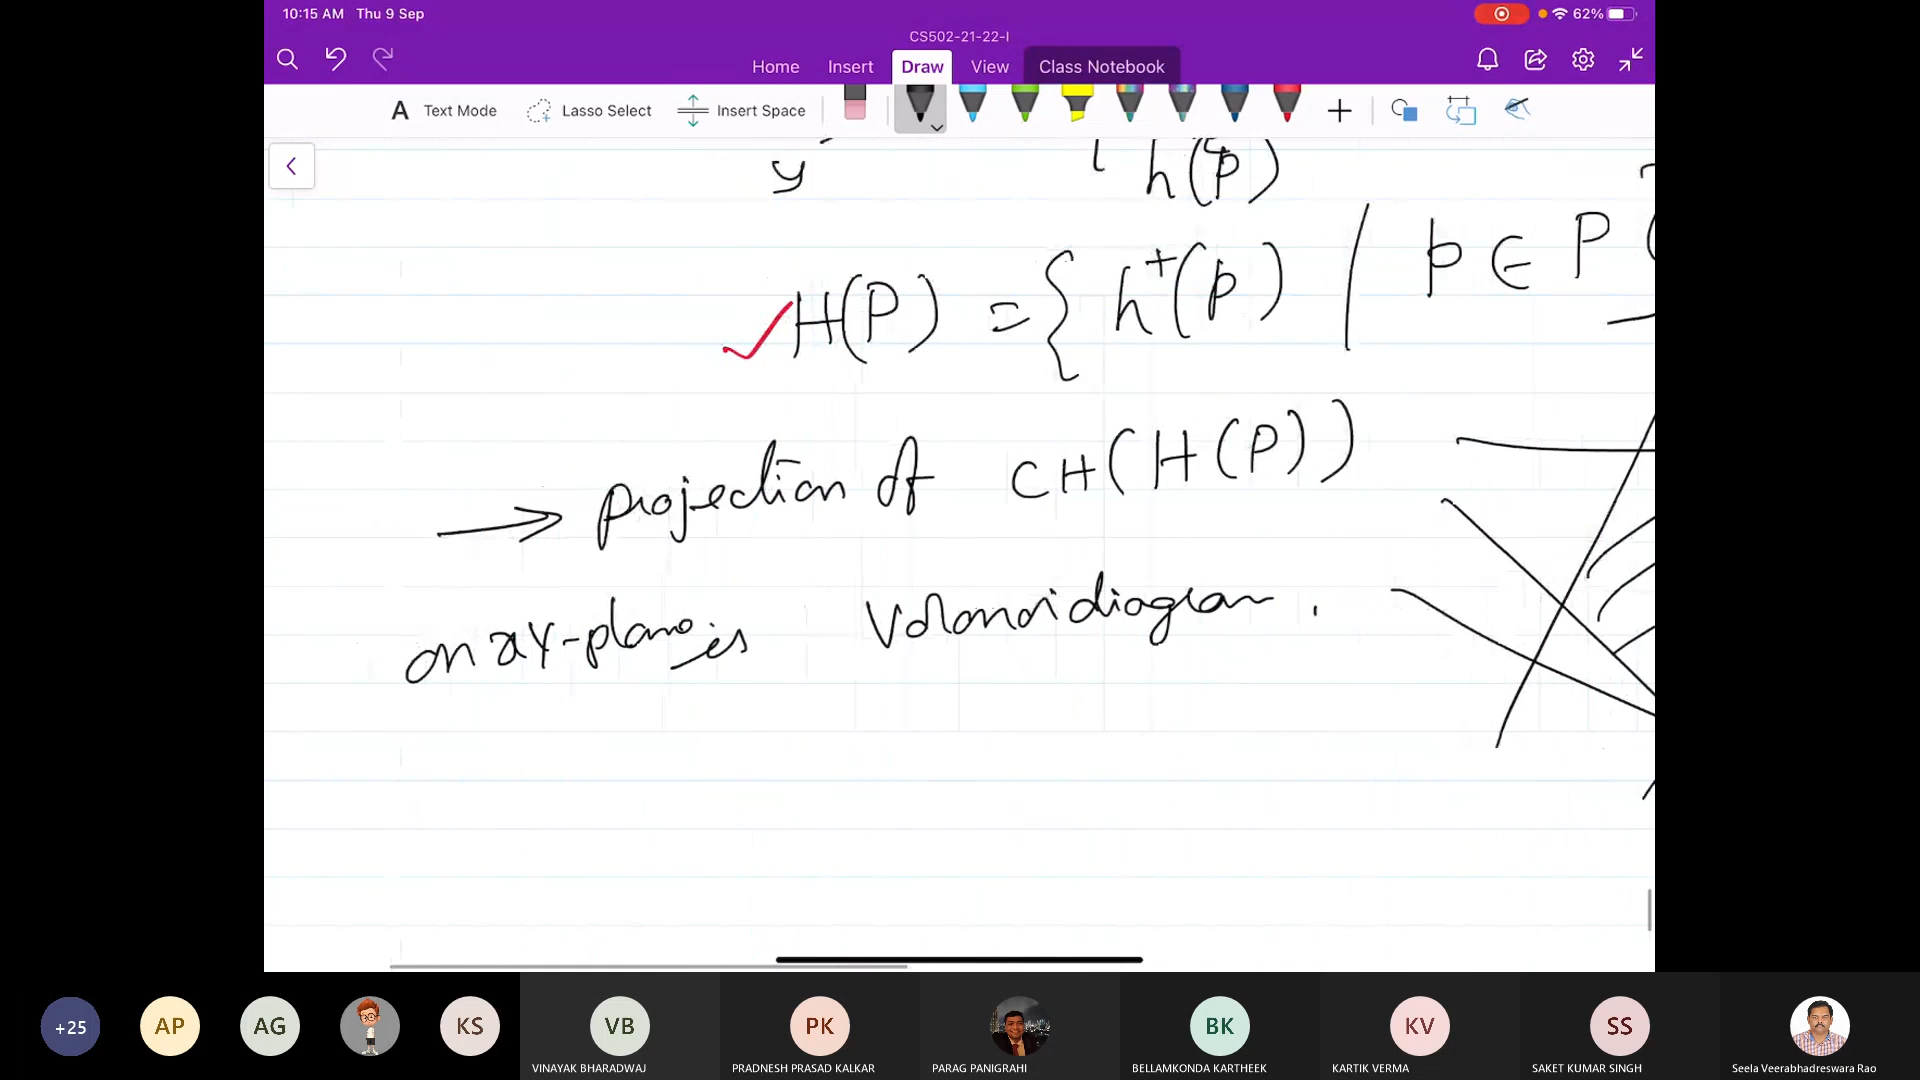 10:15 AM Thu 9 Sep
62%
CS502-21-22-I
Home Insert Draw View Class Notebook
A Text Mode Lasso Select Insert Space
y h(p)
H(P) = { h⁺(p) | p ∈ P
→ projection of CH(H(P))
on xy-plane is Voronoi diagram.
+25 AP AG KS VB PK BK KV SS
VINAYAK BHARADWAJ PRADNESH PRASAD KALKAR PARAG PANIGRAHI BELLAMKONDA KARTHEEK KARTIK VERMA SAKET KUMAR SINGH Seela Veerabhadreswara Rao